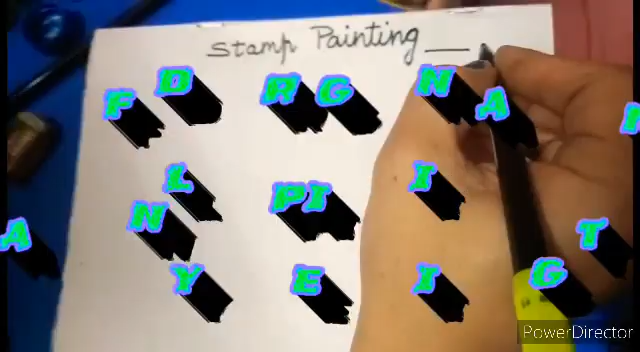 Stamp Painting
F D R G N A
L PI I
A N T
Y E I G
PowerDirector